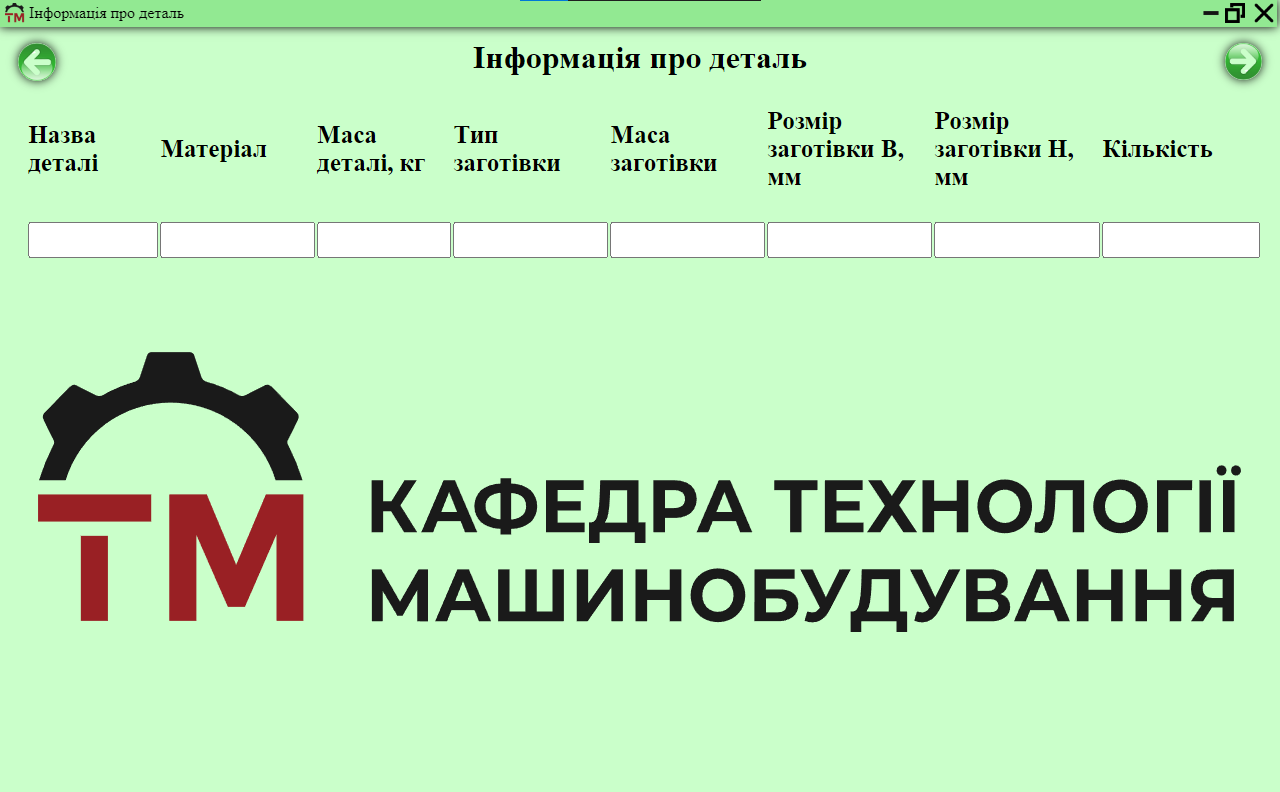 ТМ Інформація про деталь
Інформація про деталь
Назва деталі
Матеріал
Маса деталі, кг
Тип заготівки
Маса заготівки
Розмір заготівки В, мм
Розмір заготівки Н, мм
Кількість
ТМ
КАФЕДРА ТЕХНОЛОГІЇ
МАШИНОБУДУВАННЯ